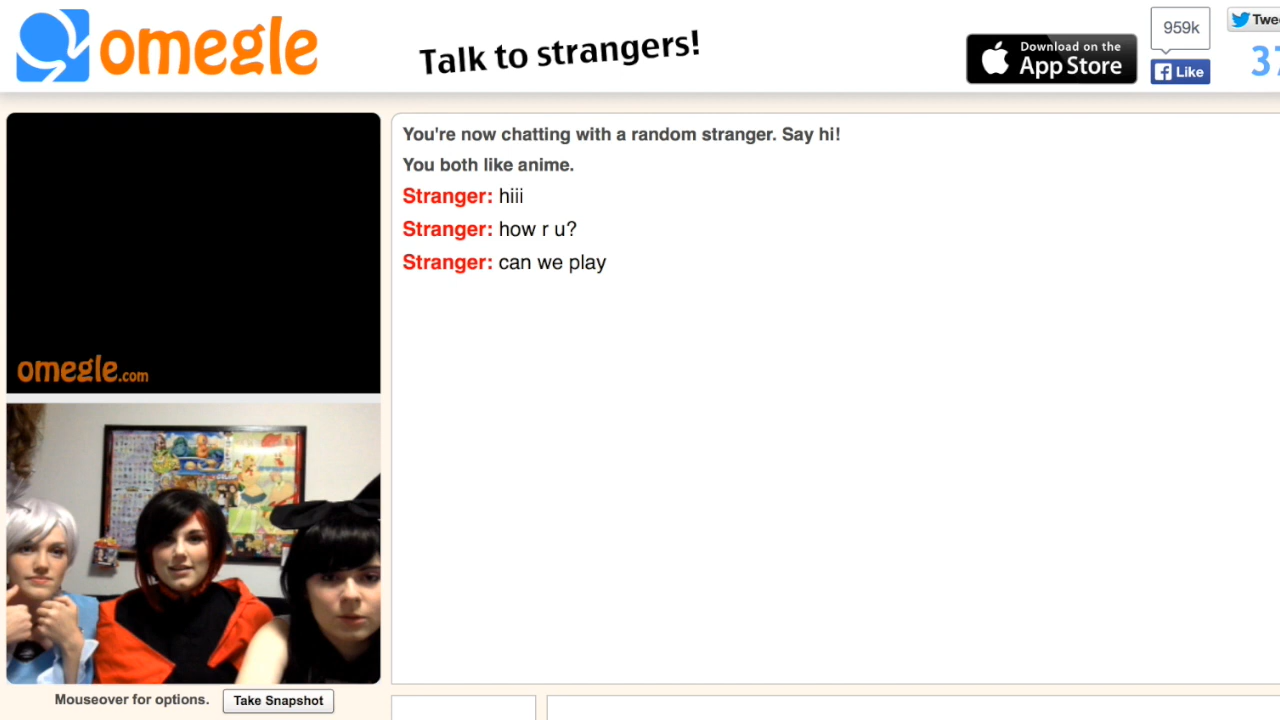 omegle
Talk to strangers!
Download on the
App Store
959k
Like
Twee
37
You're now chatting with a random stranger. Say hi!
You both like anime.
Stranger: hiii
Stranger: how r u?
Stranger: can we play
omegle.com
Mouseover for options.
Take Snapshot